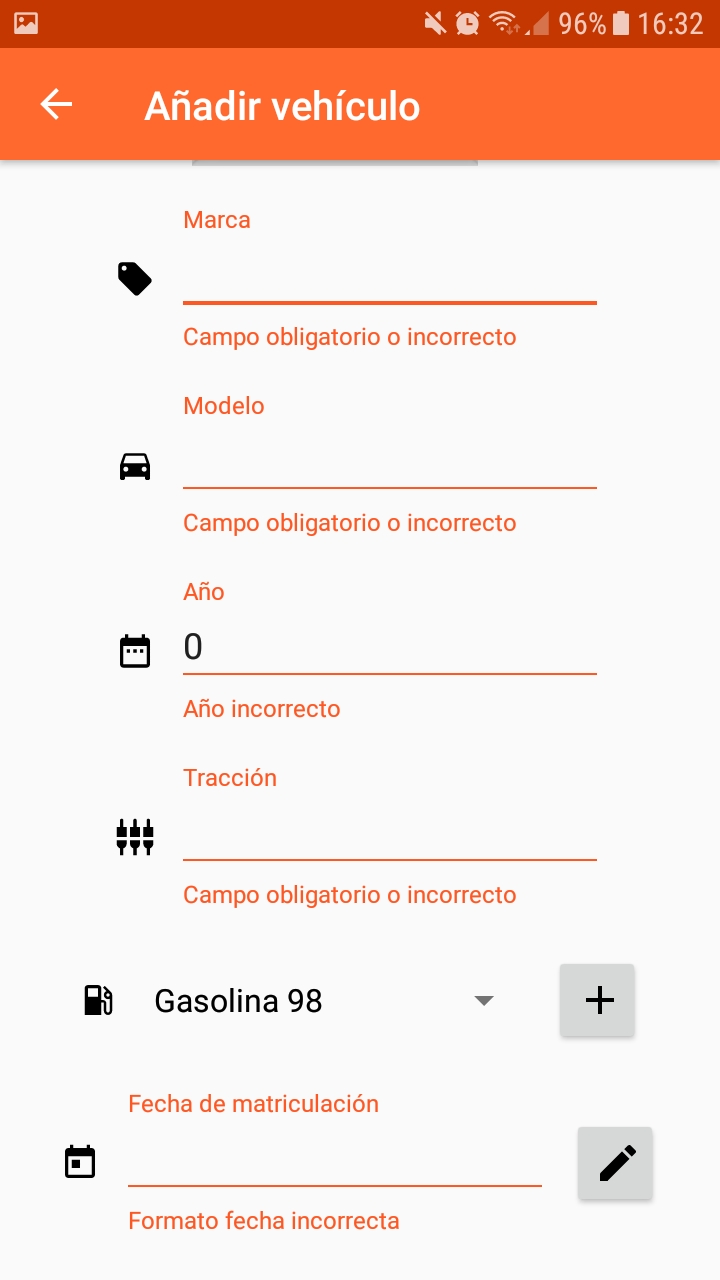 96% 16:32
Añadir vehículo
Marca
Campo obligatorio o incorrecto
Modelo
Campo obligatorio o incorrecto
Año
0
Año incorrecto
Tracción
Campo obligatorio o incorrecto
Gasolina 98
Fecha de matriculación
Formato fecha incorrecta